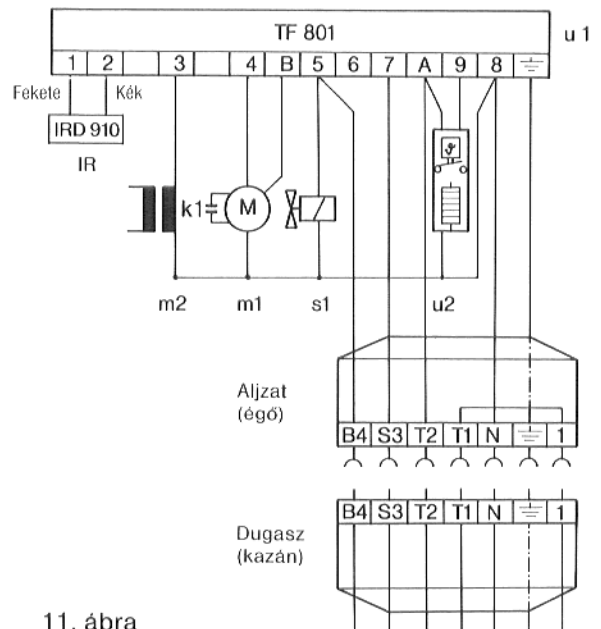 TF 801 u 1
1 2 3 4 B 5 6 7 A 9 8
Fekete Kék
IRD 910
IR
k1 M
m2 m1 s1 u2
Aljzat
(égő)
B4 S3 T2 T1 N 1
B4 S3 T2 T1 N 1
Dugasz
(kazán)
11. ábra